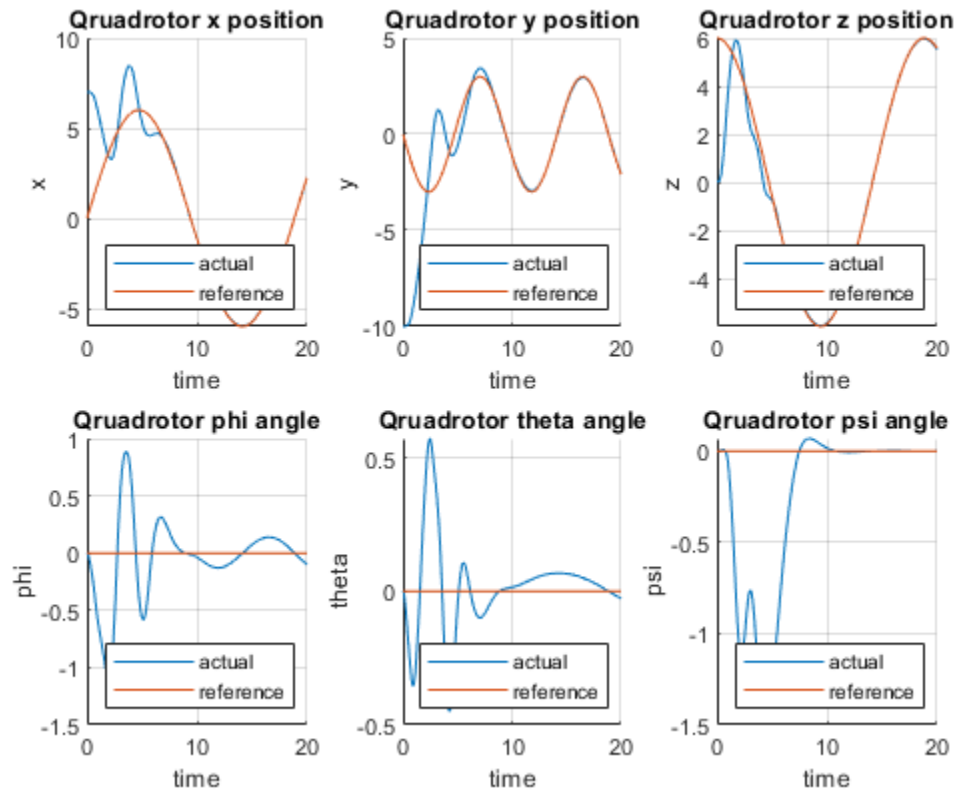 Qruadrotor x position
10
5
0
-5
x
0
10
20
time
actual
reference
Qruadrotor y position
5
0
-5
-10
y
0
10
20
time
actual
reference
Qruadrotor z position
6
4
2
0
-2
-4
z
0
10
20
time
actual
reference
Qruadrotor phi angle
1
0.5
0
-0.5
-1
-1.5
phi
0
10
20
time
actual
reference
Qruadrotor theta angle
0.5
0
-0.5
theta
0
10
20
time
actual
reference
Qruadrotor psi angle
0
-0.5
-1
-1.5
psi
0
10
20
time
actual
reference